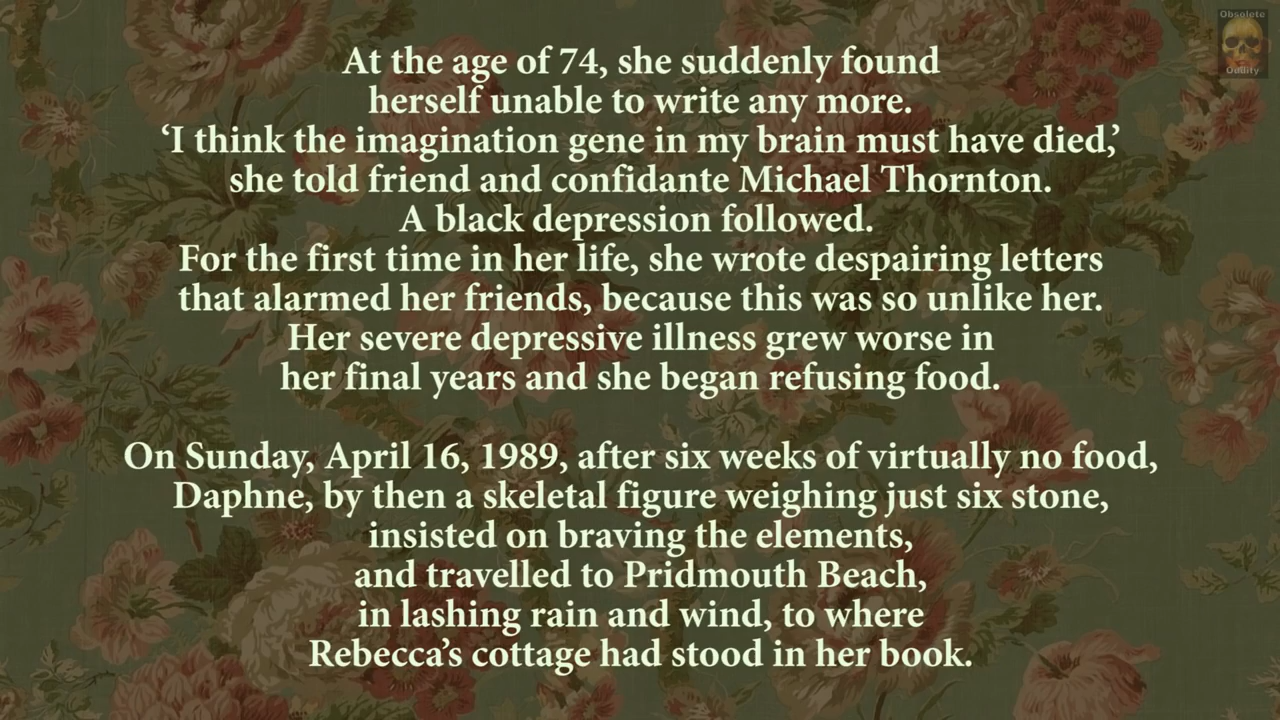 Obsolete
Oddity
At the age of 74, she suddenly found
herself unable to write any more.
‘I think the imagination gene in my brain must have died,’
she told friend and confidante Michael Thornton.
A black depression followed.
For the first time in her life, she wrote despairing letters
that alarmed her friends, because this was so unlike her.
Her severe depressive illness grew worse in
her final years and she began refusing food.
On Sunday, April 16, 1989, after six weeks of virtually no food,
Daphne, by then a skeletal figure weighing just six stone,
insisted on braving the elements,
and travelled to Pridmouth Beach,
in lashing rain and wind, to where
Rebecca’s cottage had stood in her book.